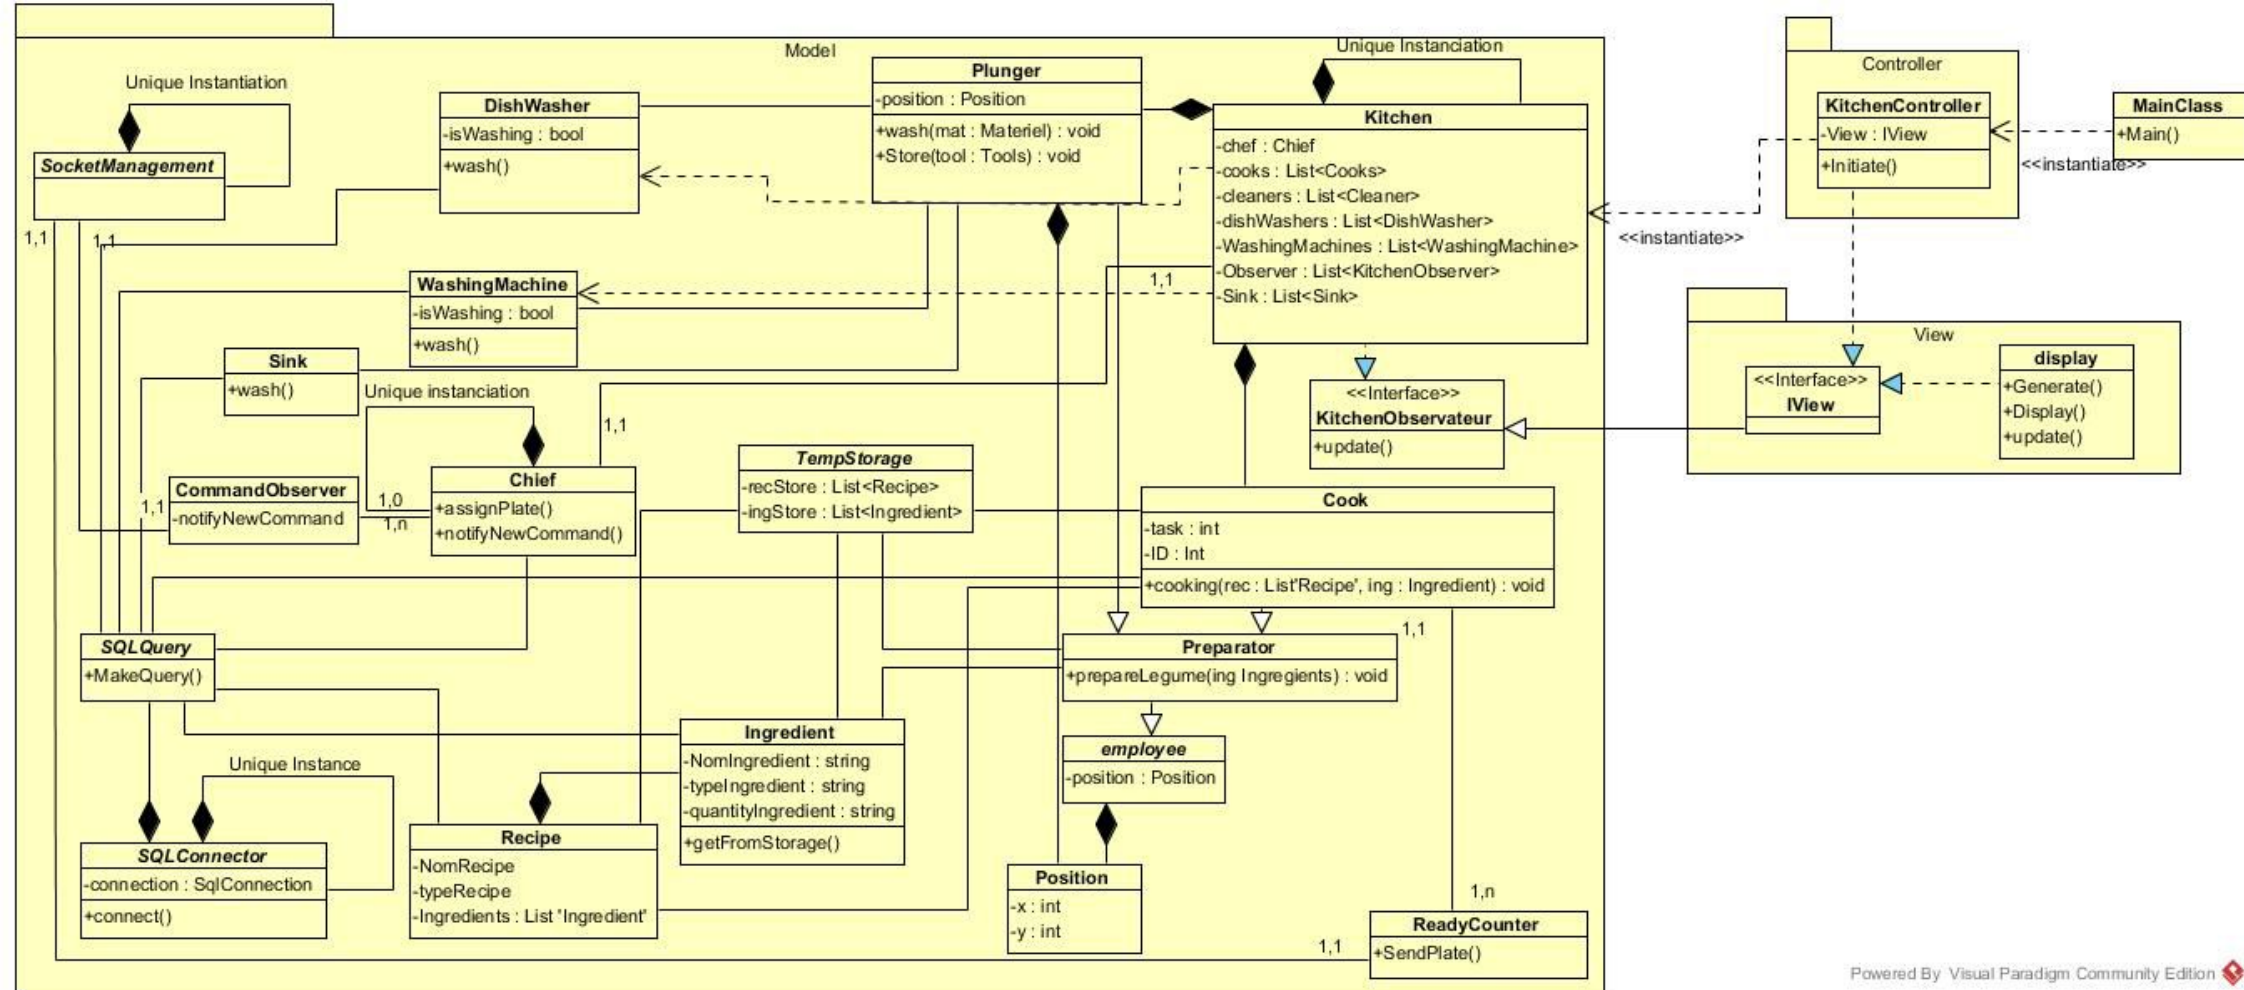 Model
Unique Instantiation
SocketManagement
1,1
1,1
DishWasher
-isWashing : bool
+wash()
Plunger
-position : Position
+wash(mat : Materiel) : void
+Store(tool : Tools) : void
Unique Instanciation
Kitchen
-chef : Chief
-cooks : List<Cooks>
-cleaners : List<Cleaner>
-dishWashers : List<DishWasher>
-WashingMachines : List<WashingMachine>
-Observer : List<KitchenObserver>
-Sink : List<Sink>
1,1
Controller
KitchenController
-View : IView
+Initiate()
MainClass
+Main()
<<instantiate>>
<<instantiate>>
WashingMachine
-isWashing : bool
+wash()
Sink
+wash()
Unique instanciation
1,1
Chief
+assignPlate()
+notifyNewCommand()
1,0
1,n
CommandObserver
-notifyNewCommand
1,1
TempStorage
-recStore : List<Recipe>
-ingStore : List<Ingredient>
<<Interface>>
KitchenObservateur
+update()
View
<<Interface>>
IView
display
+Generate()
+Display()
+update()
Cook
-task : int
-ID : Int
+cooking(rec : List'Recipe', ing : Ingredient) : void
1,1
Preparator
+prepareLegume(ing Ingregients) : void
SQLQuery
+MakeQuery()
Ingredient
-NomIngredient : string
-typeIngredient : string
-quantityIngredient : string
+getFromStorage()
employee
-position : Position
Unique Instance
SQLConnector
-connection : SqlConnection
+connect()
Recipe
-NomRecipe
-typeRecipe
-Ingredients : List 'Ingredient'
Position
-x : int
-y : int
1,n
1,1
ReadyCounter
+SendPlate()
Powered By Visual Paradigm Community Edition